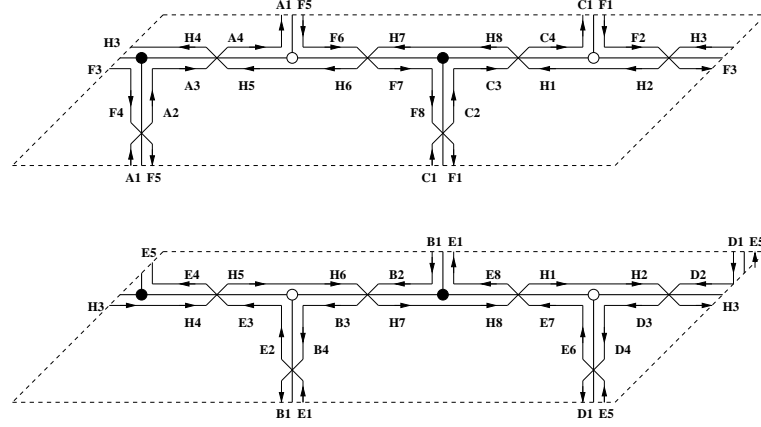 A1 F5 C1 F1
H3 H4 A4 F6 H7 H8 C4 F2 H3
F3 A3 H5 H6 F7 C3 H1 H2 F3
F4 A2 F8 C2
A1 F5 C1 F1
E5 B1 E1 D1 E5
E4 H5 H6 B2 E8 H1 H2 D2
H3 H4 E3 B3 H7 H8 E7 D3 H3
E2 B4 E6 D4
B1 E1 D1 E5